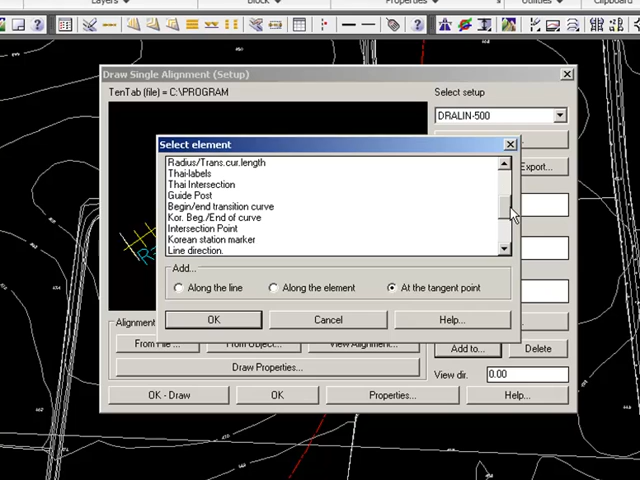 Layers
Block
Properties
Utilities
Draw Single Alignment (Setup)
TenTab (file) = C:\PROGRAM
Select setup
DRALIN-500
Export...
Select element
Radius/Trans.cur.length
Thai-labels
Thai Intersection
Guide Post
Begin/end transition curve
Kor. Beg./End of curve
Intersection Point
Korean station marker
Line direction.
Add...
Along the line
Along the element
At the tangent point
OK
Cancel
Help...
Alignment
From File ...
From Object...
View Alignment...
Add to...
Delete
Draw Properties...
View dir.
0.00
OK - Draw
OK
Properties...
Help...